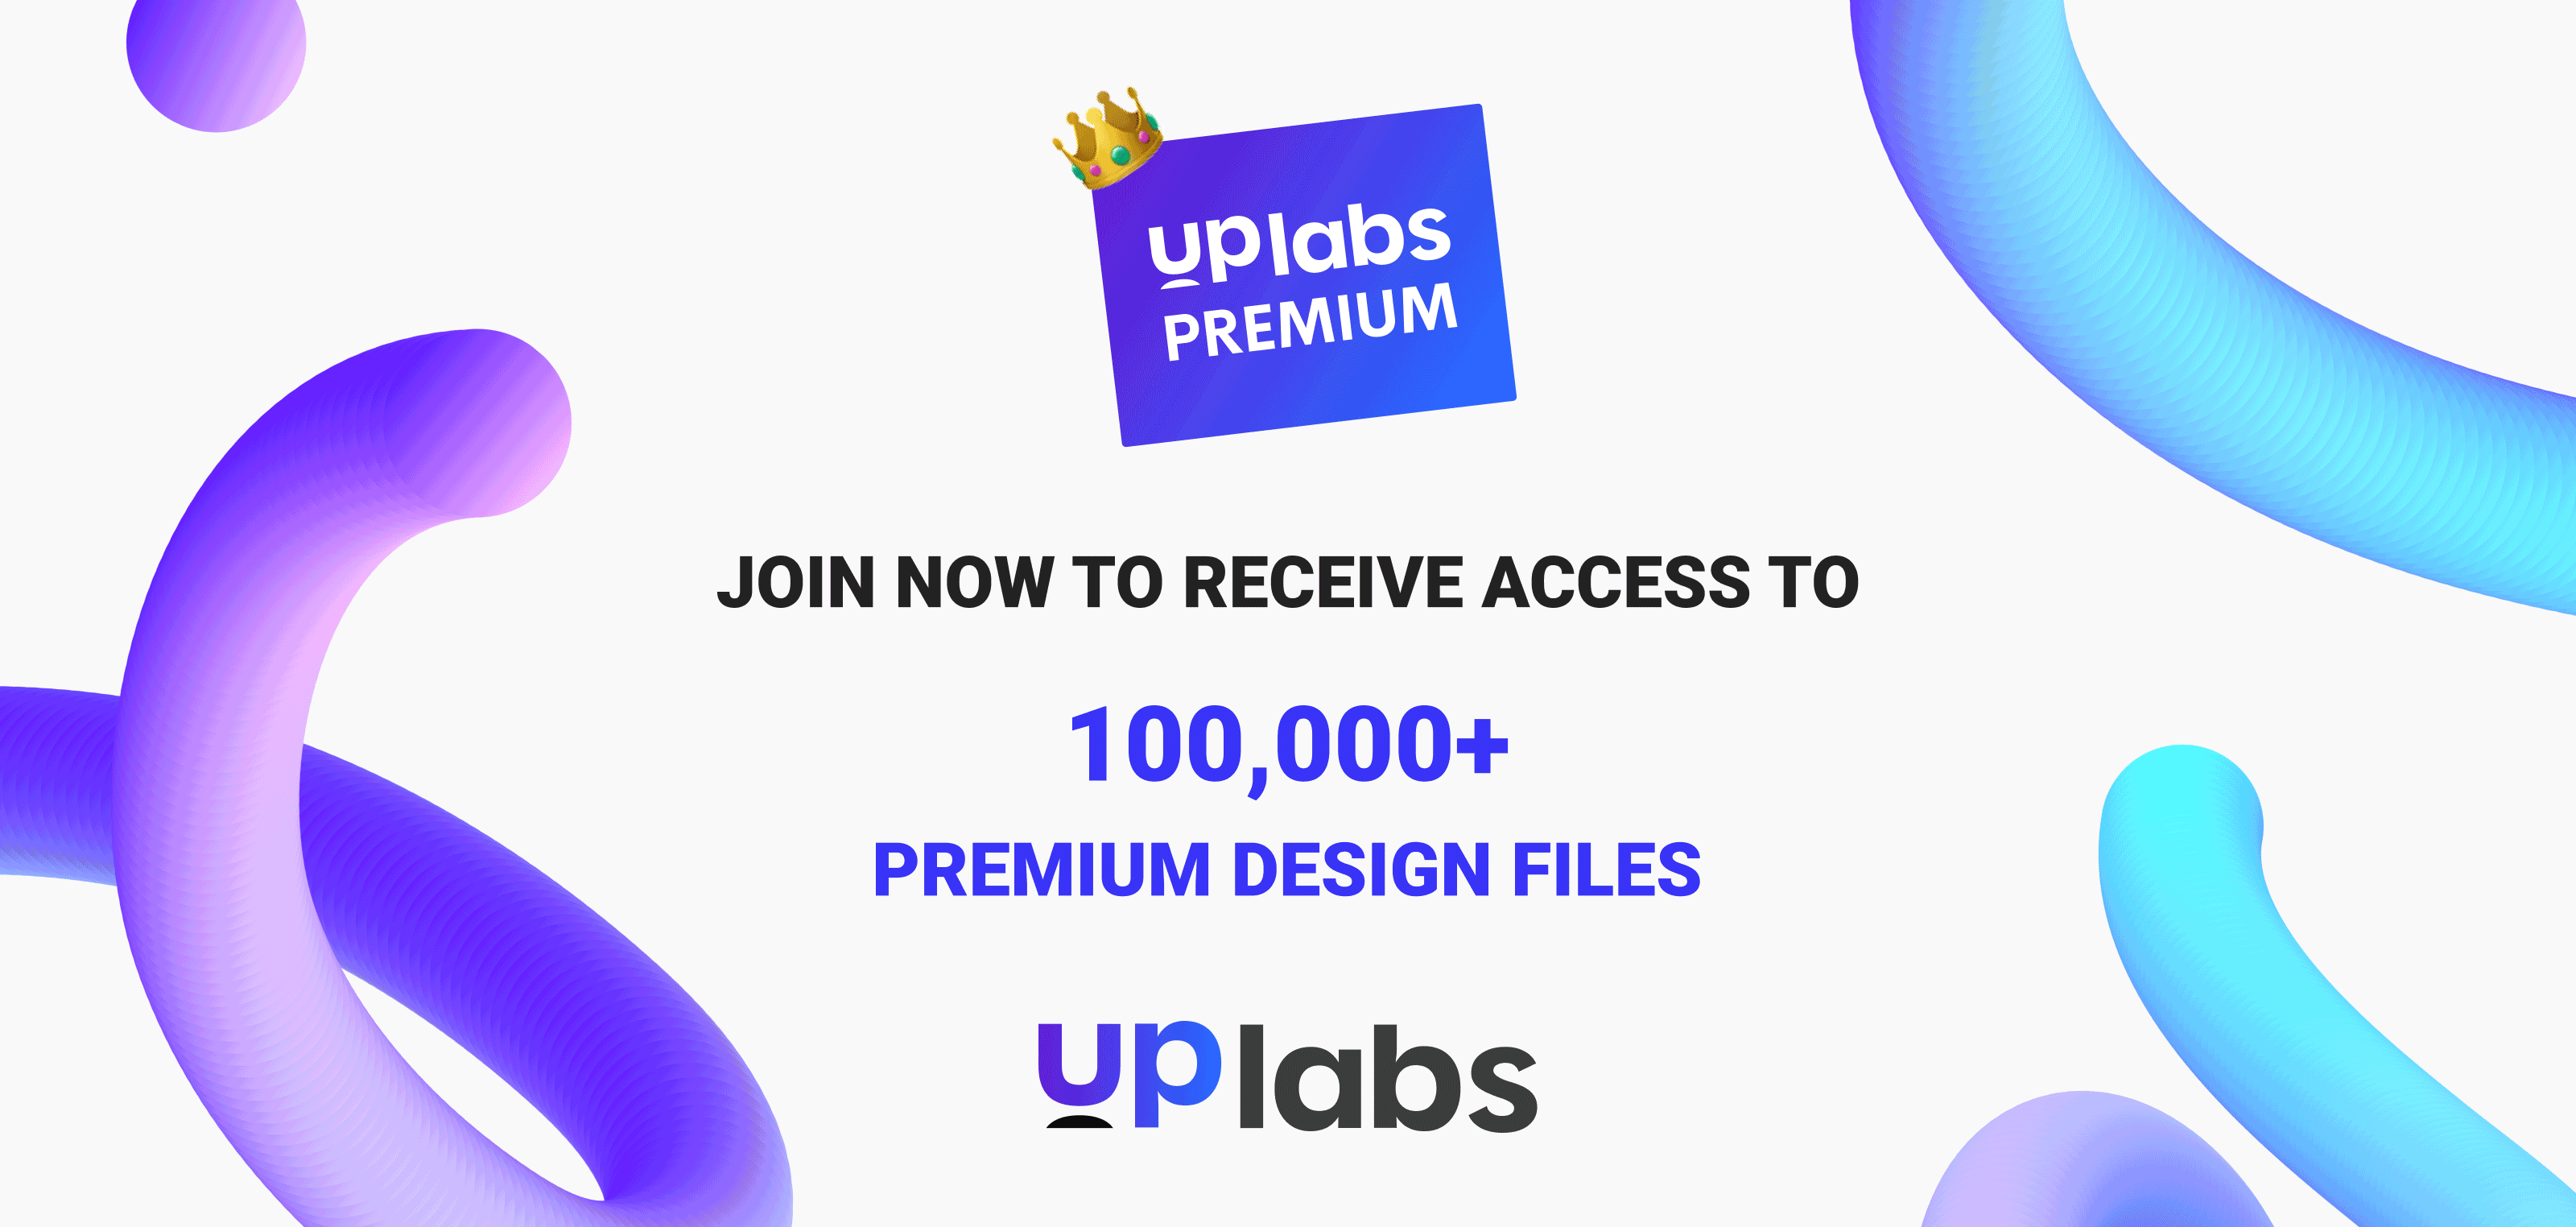 uplabs
PREMIUM
JOIN NOW TO RECEIVE ACCESS TO
100,000+
PREMIUM DESIGN FILES
uplabs